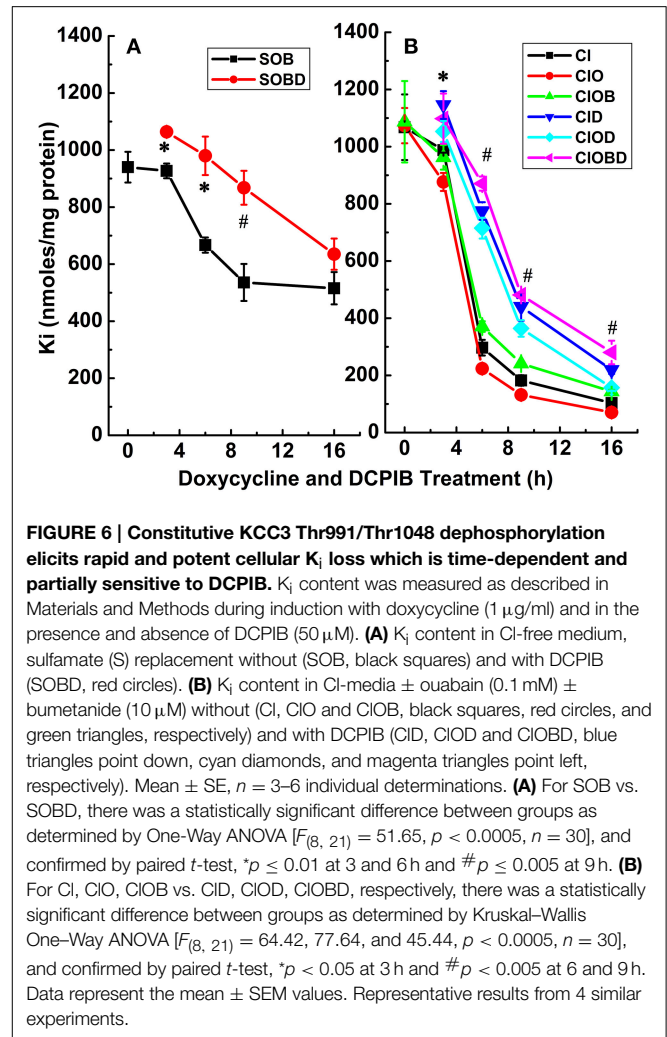 A
SOB
SOBD
1400
1200
1000
800
600
400
200
0
*
*
#
0 4 8 12 16
Ki (nmoles/mg protein)
B
Cl
ClO
ClOB
ClD
ClOD
ClOBD
1400
1200
1000
800
600
400
200
0
*
#
#
#
0 4 8 12 16
Doxycycline and DCPIB Treatment (h)
FIGURE 6 | Constitutive KCC3 Thr991/Thr1048 dephosphorylation
elicits rapid and potent cellular Ki loss which is time-dependent and
partially sensitive to DCPIB. Ki content was measured as described in
Materials and Methods during induction with doxycycline (1 μg/ml) and in the
presence and absence of DCPIB (50 μM). (A) Ki content in Cl-free medium,
sulfamate (S) replacement without (SOB, black squares) and with DCPIB
(SOBD, red circles). (B) Ki content in Cl-media ± ouabain (0.1 mM) ±
bumetanide (10 μM) without (Cl, ClO and ClOB, black squares, red circles, and
green triangles, respectively) and with DCPIB (ClD, ClOD and ClOBD, blue
triangles point down, cyan diamonds, and magenta triangles point left,
respectively). Mean ± SE, n = 3–6 individual determinations. (A) For SOB vs.
SOBD, there was a statistically significant difference between groups as
determined by One-Way ANOVA [F(8, 21) = 51.65, p < 0.0005, n = 30], and
confirmed by paired t-test, *p ≤ 0.01 at 3 and 6 h and #p ≤ 0.005 at 9 h. (B)
For Cl, ClO, ClOB vs. ClD, ClOD, ClOBD, respectively, there was a statistically
significant difference between groups as determined by Kruskal–Wallis
One–Way ANOVA [F(8, 21) = 64.42, 77.64, and 45.44, p < 0.0005, n = 30],
and confirmed by paired t-test, *p < 0.05 at 3 h and #p < 0.005 at 6 and 9 h.
Data represent the mean ± SEM values. Representative results from 4 similar
experiments.